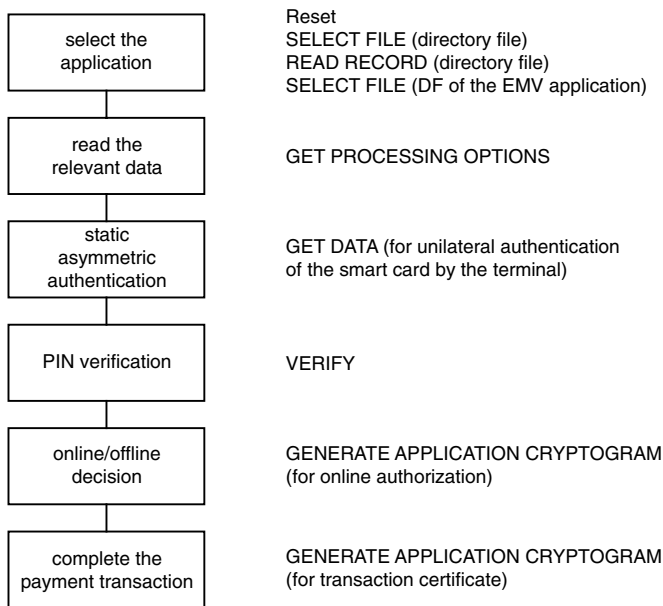 select the
application
Reset
SELECT FILE (directory file)
READ RECORD (directory file)
SELECT FILE (DF of the EMV application)
read the
relevant data
GET PROCESSING OPTIONS
static
asymmetric
authentication
GET DATA (for unilateral authentication
of the smart card by the terminal)
PIN verification
VERIFY
online/offline
decision
GENERATE APPLICATION CRYPTOGRAM
(for online authorization)
complete the
payment transaction
GENERATE APPLICATION CRYPTOGRAM
(for transaction certificate)